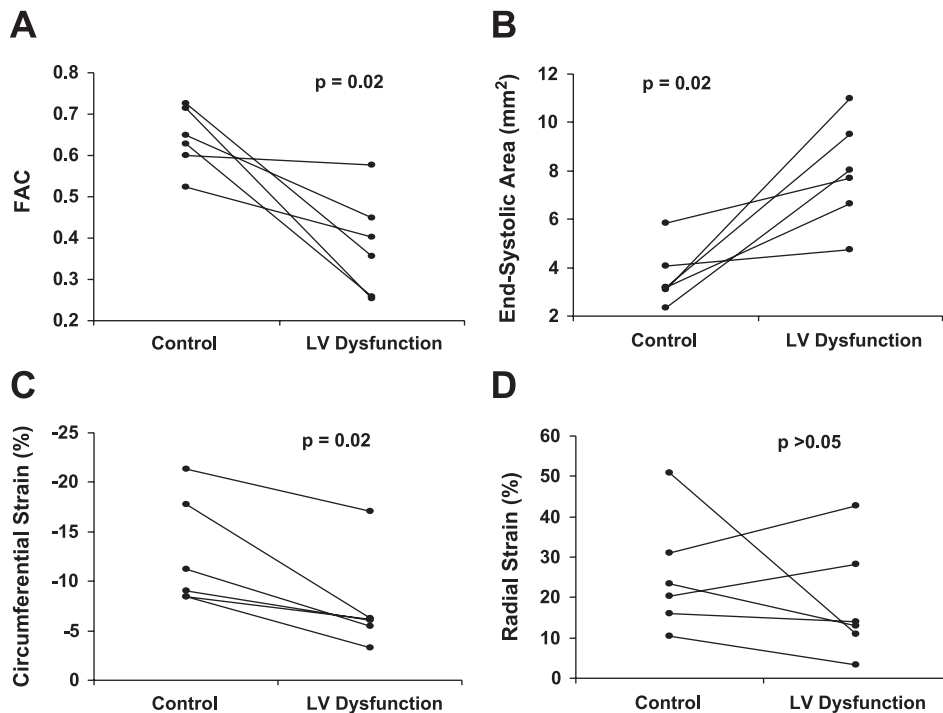 A
FAC
0.8
0.7
0.6
0.5
0.4
0.3
0.2
p = 0.02
Control
LV Dysfunction
B
End-Systolic Area (mm²)
12
10
8
6
4
2
p = 0.02
Control
LV Dysfunction
C
Circumferential Strain (%)
-25
-20
-15
-10
-5
0
p = 0.02
Control
LV Dysfunction
D
Radial Strain (%)
60
50
40
30
20
10
0
p >0.05
Control
LV Dysfunction